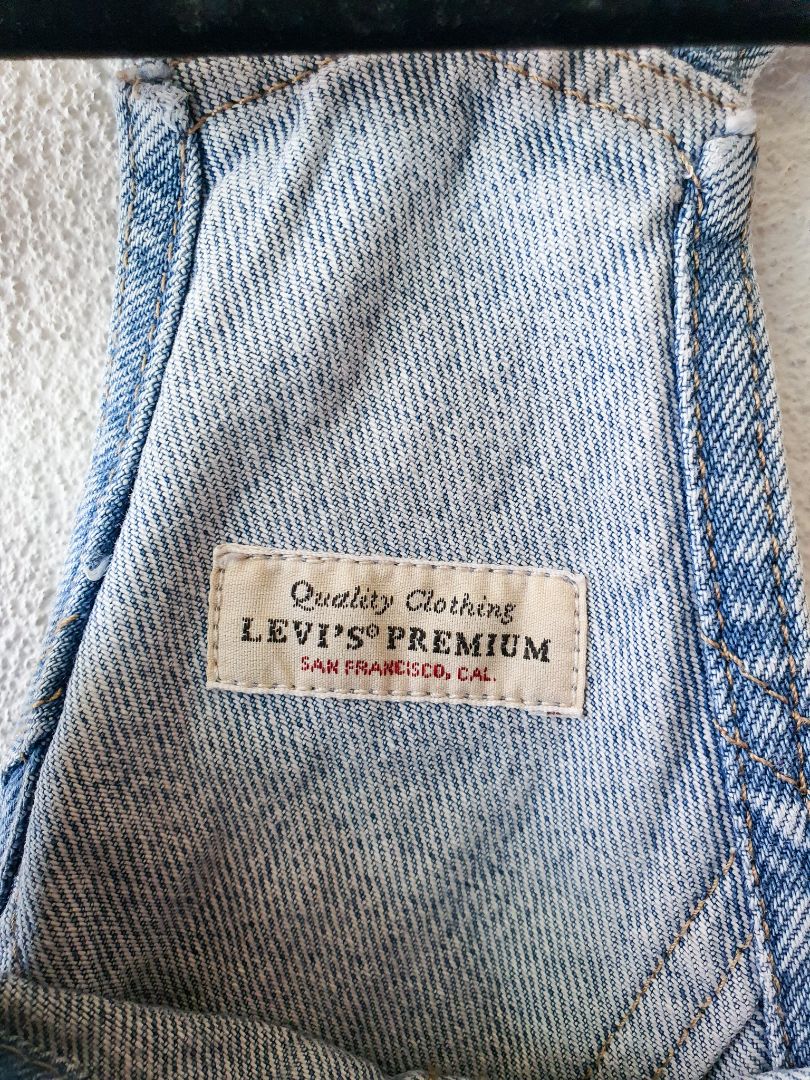 Quality Clothing
LEVI'S® PREMIUM
SAN FRANCISCO, CAL.